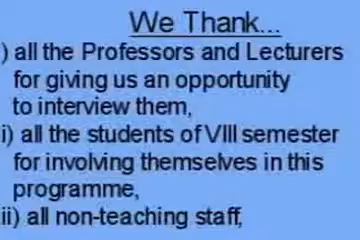 We Thank...
) all the Professors and Lecturers
for giving us an opportunity
to interview them,
i) all the students of VIII semester
for involving themselves in this
programme,
ii) all non-teaching staff,